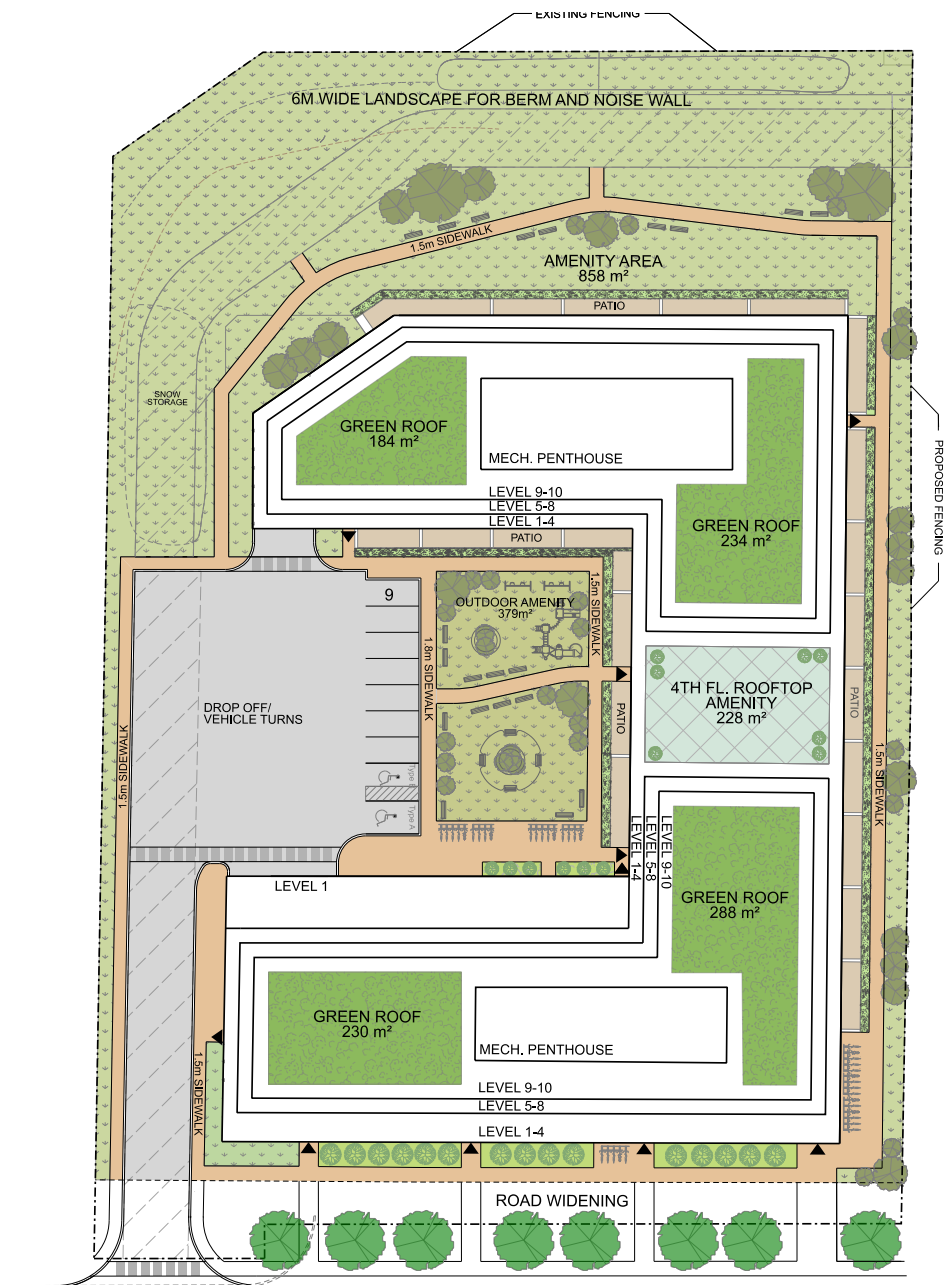 EXISTING FENCING
6M WIDE LANDSCAPE FOR BERM AND NOISE WALL
1.5m SIDEWALK
AMENITY AREA
858 m²
PATIO
SNOW
STORAGE
GREEN ROOF
184 m²
MECH. PENTHOUSE
PROPOSED FENCING
LEVEL 9-10
LEVEL 5-8
LEVEL 1-4
GREEN ROOF
234 m²
PATIO
9
OUTDOOR AMENITY
379m²
1.5m SIDEWALK
1.8m SIDEWALK
4TH FL. ROOFTOP
AMENITY
228 m²
PATIO
PATIO
DROP OFF/
VEHICLE TURNS
1.5m SIDEWALK
1.5m SIDEWALK
Type
Type A
LEVEL 1-4
LEVEL 5-8
LEVEL 9-10
LEVEL 1
GREEN ROOF
288 m²
GREEN ROOF
230 m²
MECH. PENTHOUSE
1.5m SIDEWALK
LEVEL 9-10
LEVEL 5-8
LEVEL 1-4
ROAD WIDENING